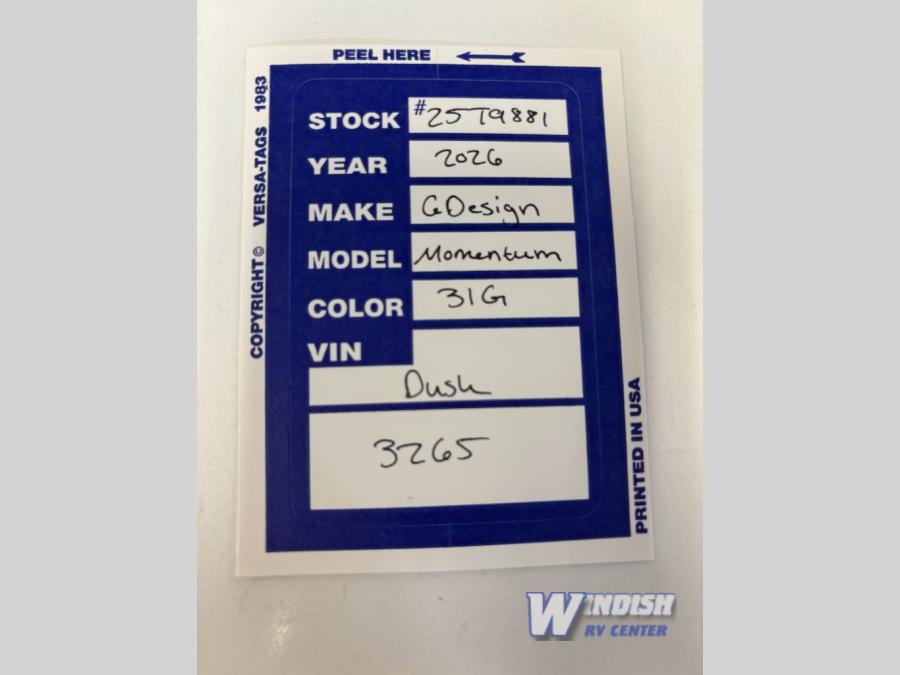 PEEL HERE
COPYRIGHT© VERSA-TAGS 1983
STOCK #25T9881
YEAR 2026
MAKE GDesign
MODEL Momentum
COLOR 31G
VIN
Dusk
3265
PRINTED IN USA
WINDISH
RV CENTER